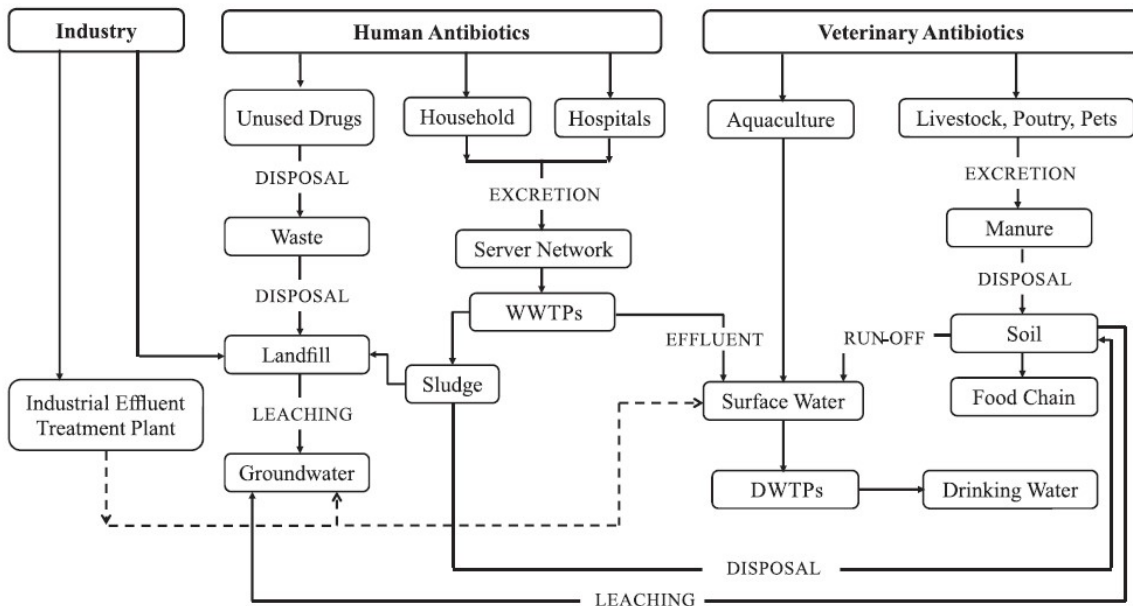 Industry
Human Antibiotics
Veterinary Antibiotics
Unused Drugs
Household
Hospitals
Aquaculture
Livestock, Poutry, Pets
DISPOSAL
EXCRETION
EXCRETION
Waste
Server Network
Manure
DISPOSAL
DISPOSAL
WWTPs
EFFLUENT
RUN-OFF
Soil
Landfill
Sludge
Industrial Effluent
Treatment Plant
LEACHING
Surface Water
Food Chain
Groundwater
DWTPs
Drinking Water
DISPOSAL
LEACHING